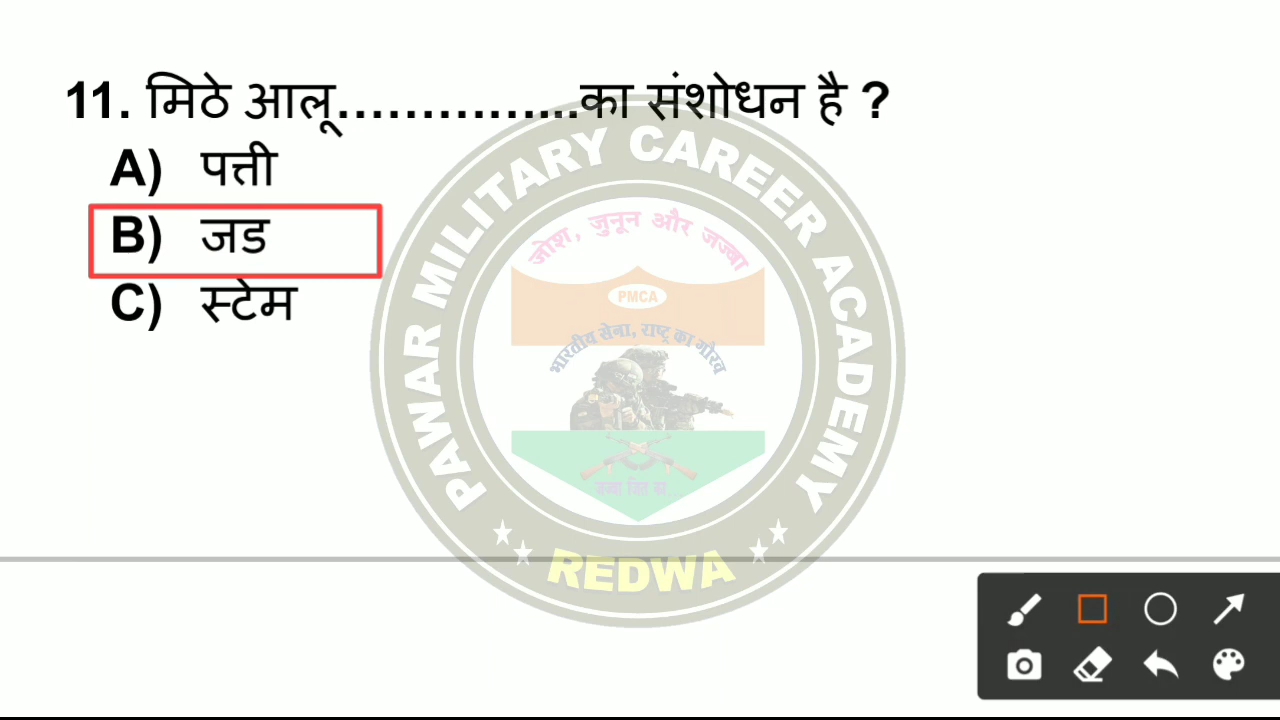 11. मिठे आलू...............का संशोधन है ?
A) पत्ती
B) जड
C) स्टेम
PAWAR MILITARY CAREER ACADEMY
जोश, जुनून और जज्बा
PMCA
भारतीय सेना, राष्ट्र का गौरव
REDWA